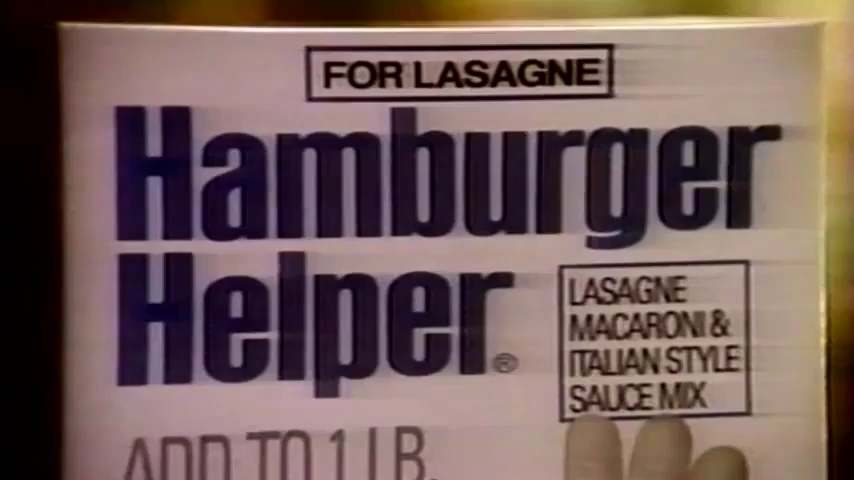 FOR LASAGNE
Hamburger
Helper®
LASAGNE
MACARONI &
ITALIAN STYLE
SAUCE MIX
ADD TO 1 LB.